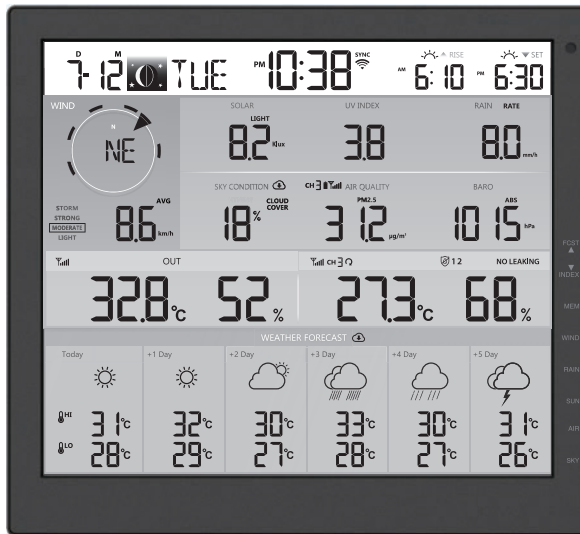 D M
7-12 TUE PM 10:38 SYNC AM 6:10 RISE PM 6:30 SET
WIND N NE
SOLAR UV INDEX RAIN RATE
LIGHT
8.2 Klux 3.8 8.0 mm/h
STORM
STRONG
MODERATE
LIGHT
AVG
8.6 km/h
SKY CONDITION CH 3 AIR QUALITY BARO
CLOUD COVER PM2.5 ABS
18 % 31.2 µg/m³ 1015 hPa
OUT CH 3 1 2 NO LEAKING
32.8 °C 52 % 27.3 °C 68 %
WEATHER FORECAST
Today +1 Day +2 Day +3 Day +4 Day +5 Day
HI 31°C 32°C 30°C 33°C 30°C 31°C
LO 28°C 29°C 27°C 28°C 27°C 26°C
FCST
INDEX
MEM
WIND
RAIN
SUN
AIR
SKY